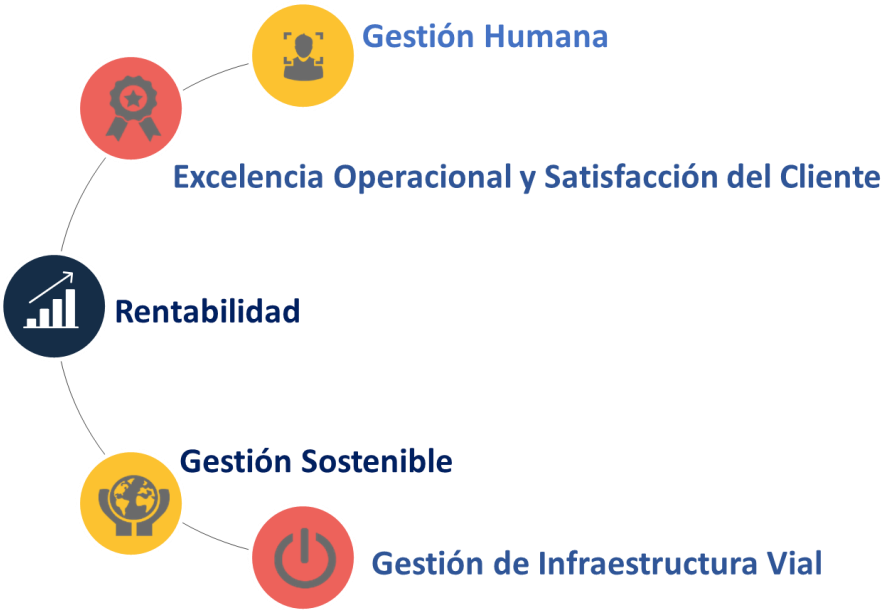 Gestión Humana
Excelencia Operacional y Satisfacción del Cliente
Rentabilidad
Gestión Sostenible
Gestión de Infraestructura Vial